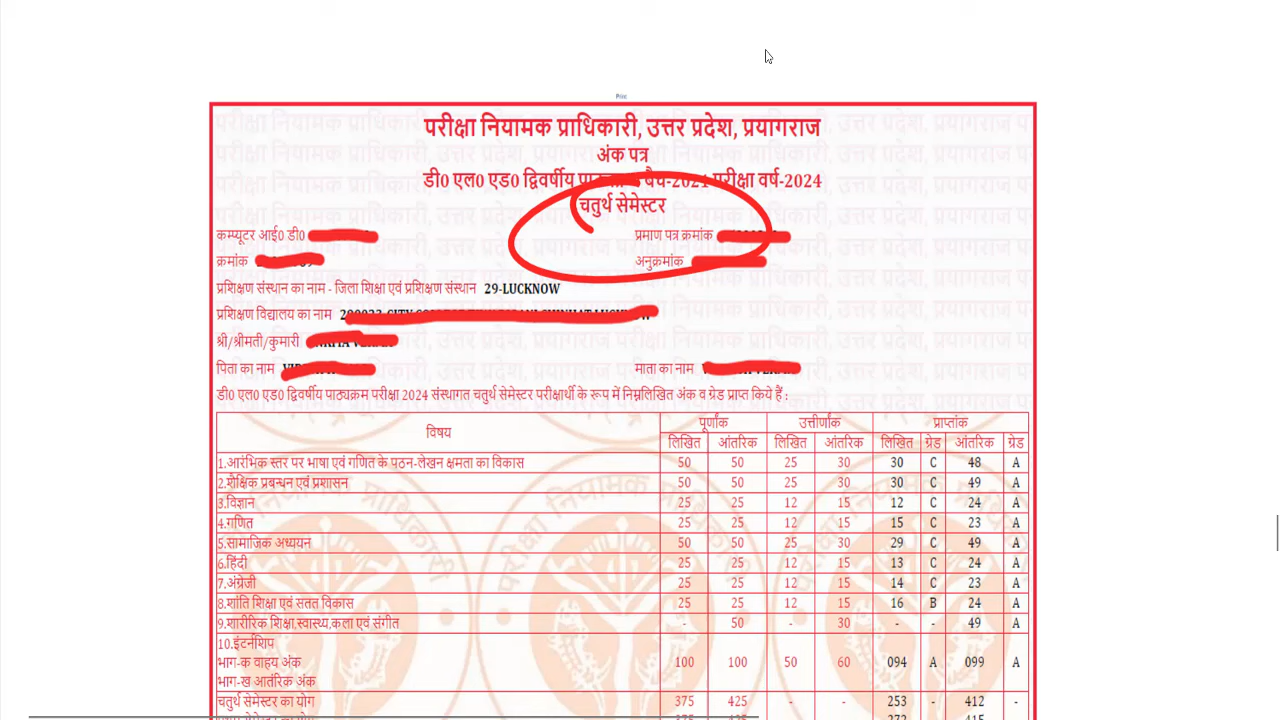 Print
परीक्षा नियामक प्राधिकारी, उत्तर प्रदेश, प्रयागराज
अंक पत्र
डी0 एल0 एड0 द्विवर्षीय बैच-2021 परीक्षा वर्ष-2024
चतुर्थ सेमेस्टर
कम्प्यूटर आई0 डी0 प्रमाण पत्र क्रमांक
क्रमांक अनुक्रमांक
प्रशिक्षण संस्थान का नाम - जिला शिक्षा एवं प्रशिक्षण संस्थान 29-LUCKNOW
प्रशिक्षण विद्यालय का नाम
श्री/श्रीमती/कुमारी
पिता का नाम माता का नाम
डी0 एल0 एड0 द्विवर्षीय पाठ्यक्रम परीक्षा 2024 संस्थागत चतुर्थ सेमेस्टर परीक्षार्थी के रूप में निम्नलिखित अंक व ग्रेड प्राप्त किये हैं :
विषय पूर्णांक उत्तीर्णांक प्राप्तांक
लिखित आंतरिक लिखित आंतरिक लिखित ग्रेड आंतरिक ग्रेड
1.आरंभिक स्तर पर भाषा एवं गणित के पठन-लेखन क्षमता का विकास 50 50 25 30 30 C 48 A
2.शैक्षिक प्रबन्धन एवं प्रशासन 50 50 25 30 30 C 49 A
3.विज्ञान 25 25 12 15 12 C 24 A
4.गणित 25 25 12 15 15 C 23 A
5.सामाजिक अध्ययन 50 50 25 30 29 C 49 A
6.हिंदी 25 25 12 15 13 C 24 A
7.अंग्रेजी 25 25 12 15 14 C 23 A
8.शांति शिक्षा एवं सतत विकास 25 25 12 15 16 B 24 A
9.शारीरिक शिक्षा,स्वास्थ्य,कला एवं संगीत - 50 - 30 - - 49 A
10.इंटर्नशिप
भाग-क वाहय अंक 100 100 50 60 094 A 099 A
भाग-ख आतंरिक अंक
चतुर्थ सेमेस्टर का योग 375 425 - - 253 - 412 -